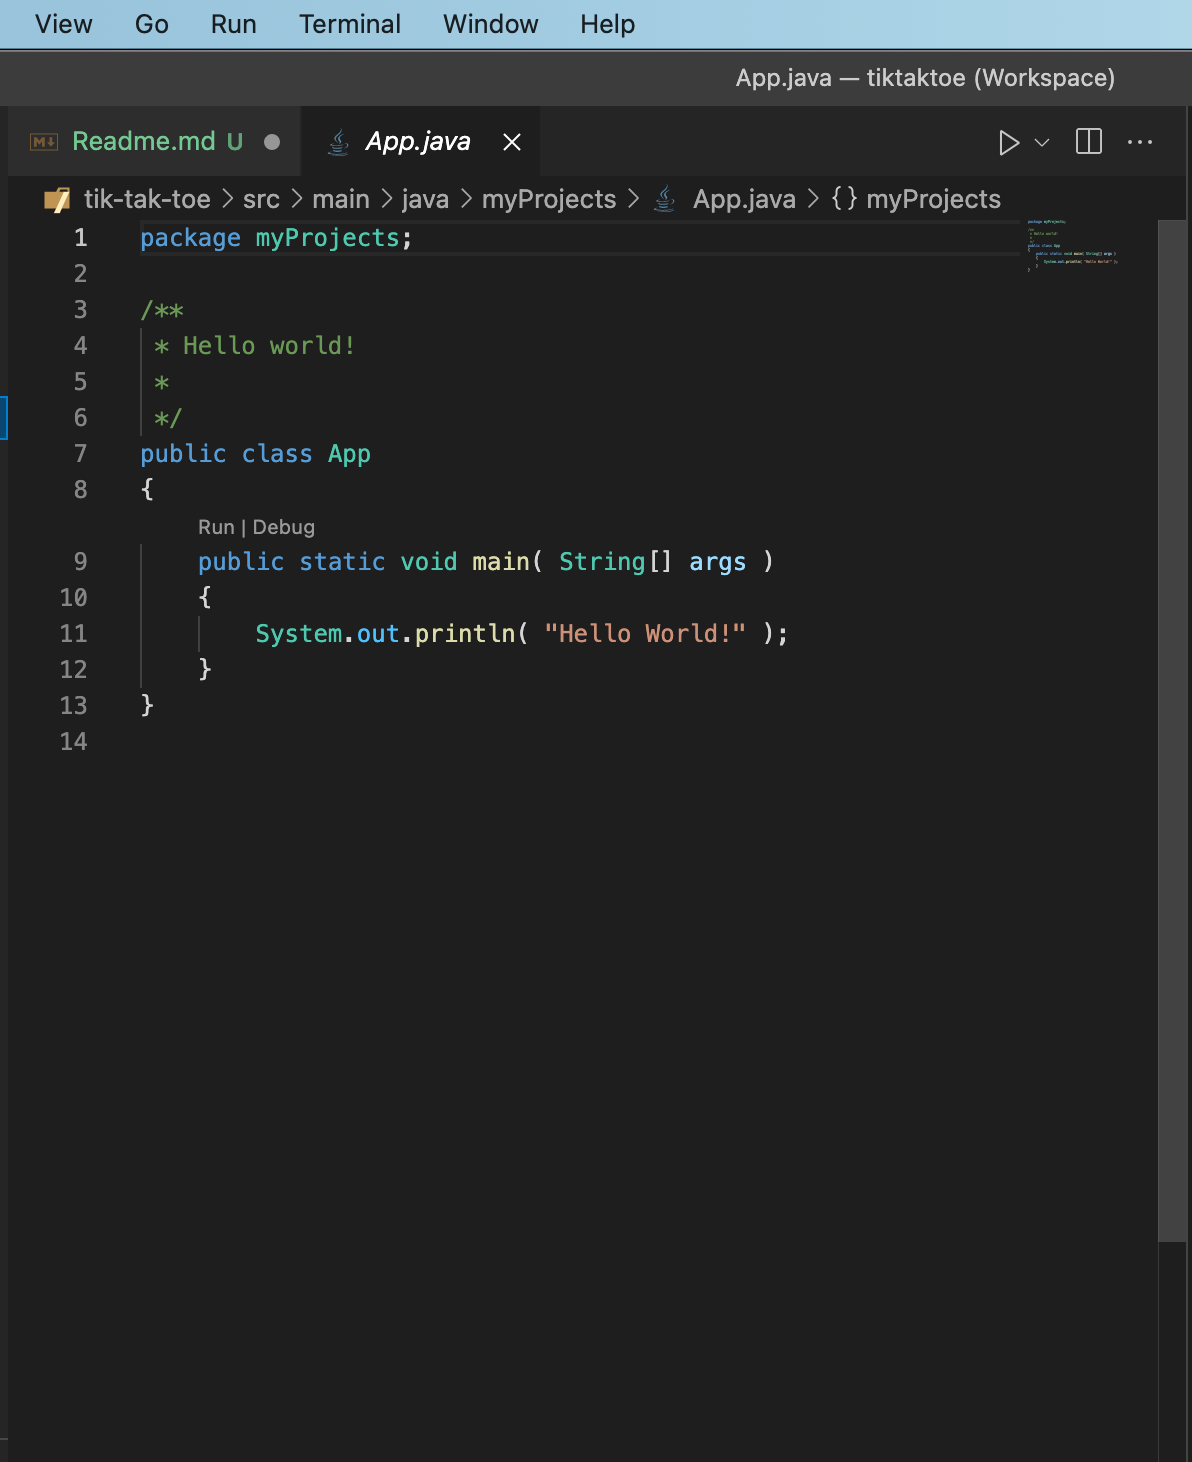 View Go Run Terminal Window Help
App.java — tiktaktoe (Workspace)
Readme.md U App.java
tik-tak-toe > src > main > java > myProjects > App.java > {} myProjects
1 package myProjects;
2
3 /**
4 * Hello world!
5 *
6 */
7 public class App
8 {
Run | Debug
9 public static void main( String[] args )
10 {
11 System.out.println( "Hello World!" );
12 }
13 }
14